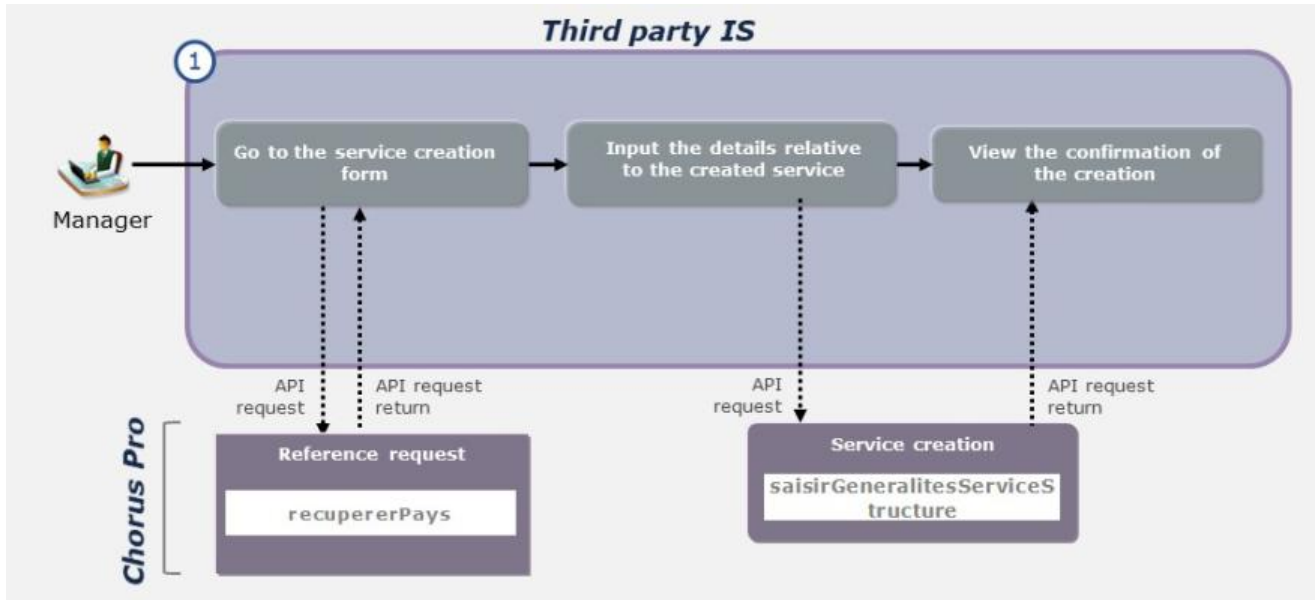 Third party IS
1
Go to the service creation
form
Input the details relative
to the created service
View the confirmation of
the creation
Manager
API
request
API request
return
API
request
API request
return
Chorus Pro
Reference request
recupererPays
Service creation
saisirGeneralitesServiceS
tructure